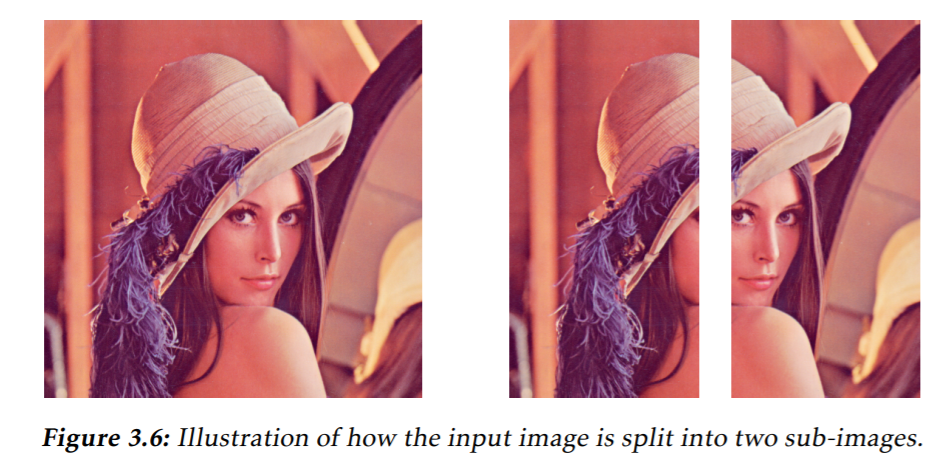 Figure 3.6: Illustration of how the input image is split into two sub-images.